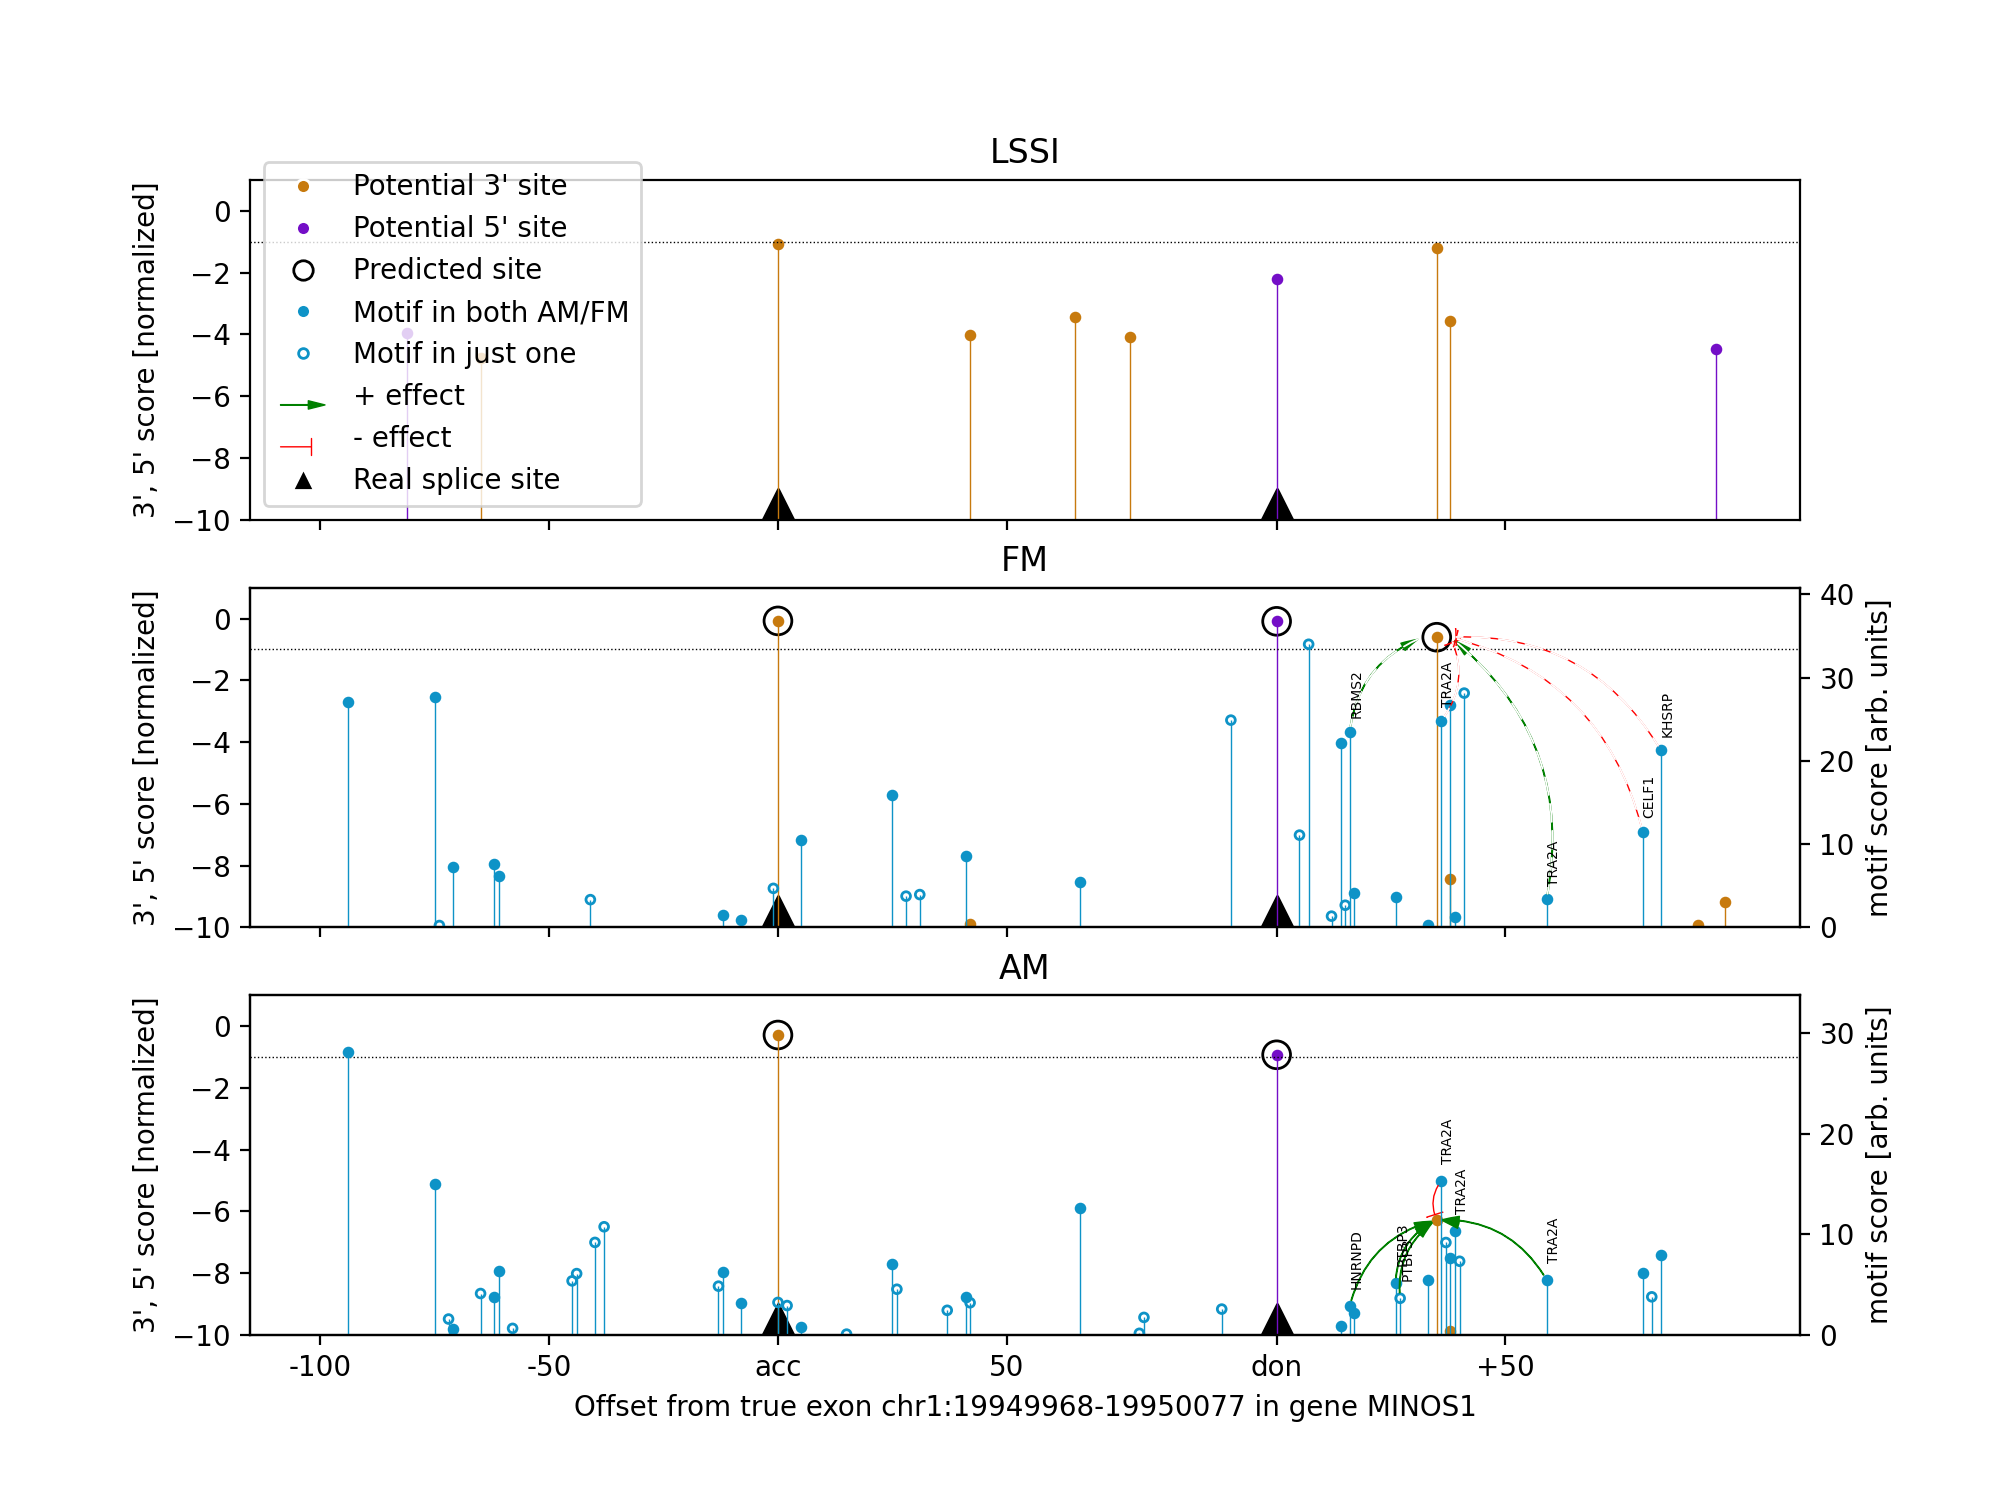 LSSI
3', 5' score [normalized]
0
−2
−4
−6
−8
−10
Potential 3' site
Potential 5' site
Predicted site
Motif in both AM/FM
Motif in just one
+ effect
- effect
Real splice site
FM
3', 5' score [normalized]
0
−2
−4
−6
−8
−10
RBMS2
TRA2A
TRA2A
CELF1
KHSRP
40
30
20
10
0
motif score [arb. units]
AM
3', 5' score [normalized]
0
−2
−4
−6
−8
−10
HNRNPD
PTBP3
TRA2A
TRA2A
TRA2A
30
20
10
0
motif score [arb. units]
-100
-50
acc
50
don
+50
Offset from true exon chr1:19949968-19950077 in gene MINOS1